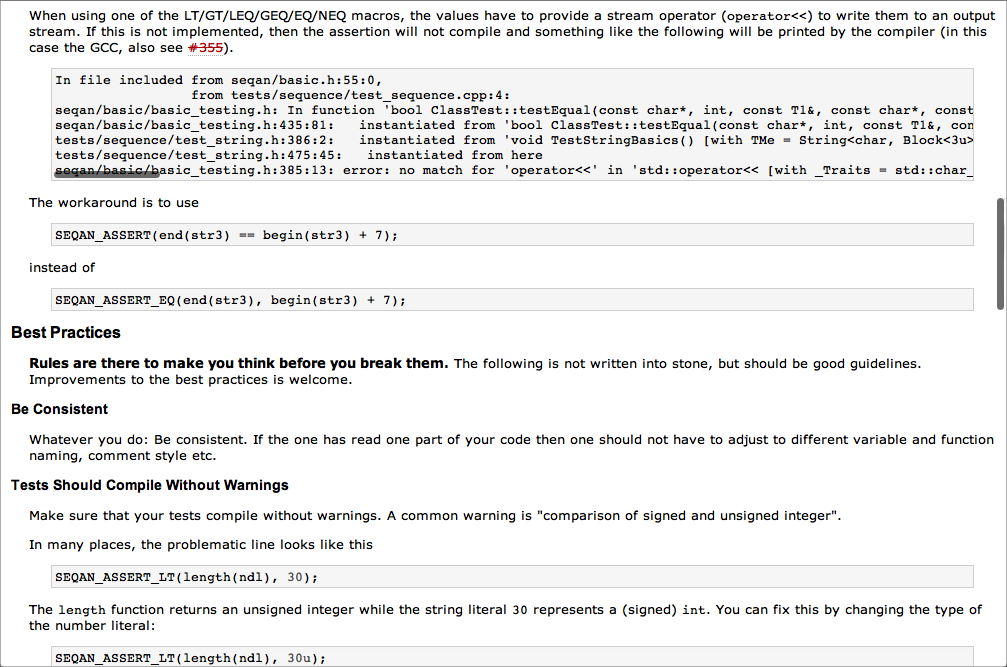 When using one of the LT/GT/LEQ/GEQ/EQ/NEQ macros, the values have to provide a stream operator (operator<<) to write them to an output
stream. If this is not implemented, then the assertion will not compile and something like the following will be printed by the compiler (in this
case the GCC, also see #355).
In file included from seqan/basic.h:55:0,
from tests/sequence/test_sequence.cpp:4:
seqan/basic/basic_testing.h: In function 'bool ClassTest::testEqual(const char*, int, const T1&, const char*, const
seqan/basic/basic_testing.h:435:81:   instantiated from 'bool ClassTest::testEqual(const char*, int, const T1&, con
tests/sequence/test_string.h:386:2:   instantiated from 'void TestStringBasics() [with TMe = String<char, Block<3u>
tests/sequence/test_string.h:475:45:   instantiated from here
seqan/basic/basic_testing.h:385:13: error: no match for 'operator<<' in 'std::operator<< [with _Traits = std::char_
The workaround is to use
SEQAN_ASSERT(end(str3) == begin(str3) + 7);
instead of
SEQAN_ASSERT_EQ(end(str3), begin(str3) + 7);
Best Practices
Rules are there to make you think before you break them. The following is not written into stone, but should be good guidelines.
Improvements to the best practices is welcome.
Be Consistent
Whatever you do: Be consistent. If the one has read one part of your code then one should not have to adjust to different variable and function
naming, comment style etc.
Tests Should Compile Without Warnings
Make sure that your tests compile without warnings. A common warning is "comparison of signed and unsigned integer".
In many places, the problematic line looks like this
SEQAN_ASSERT_LT(length(ndl), 30);
The length function returns an unsigned integer while the string literal 30 represents a (signed) int. You can fix this by changing the type of
the number literal:
SEQAN_ASSERT_LT(length(ndl), 30u);